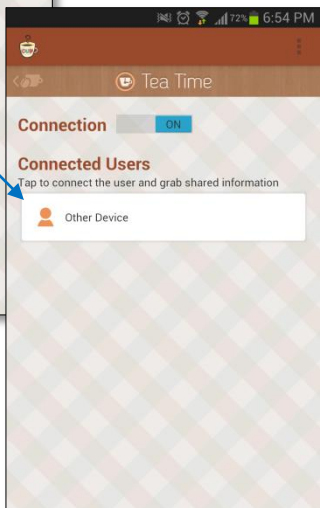 72% 6:54 PM
Tea Time
Connection ON
Connected Users
Tap to connect the user and grab shared information
Other Device